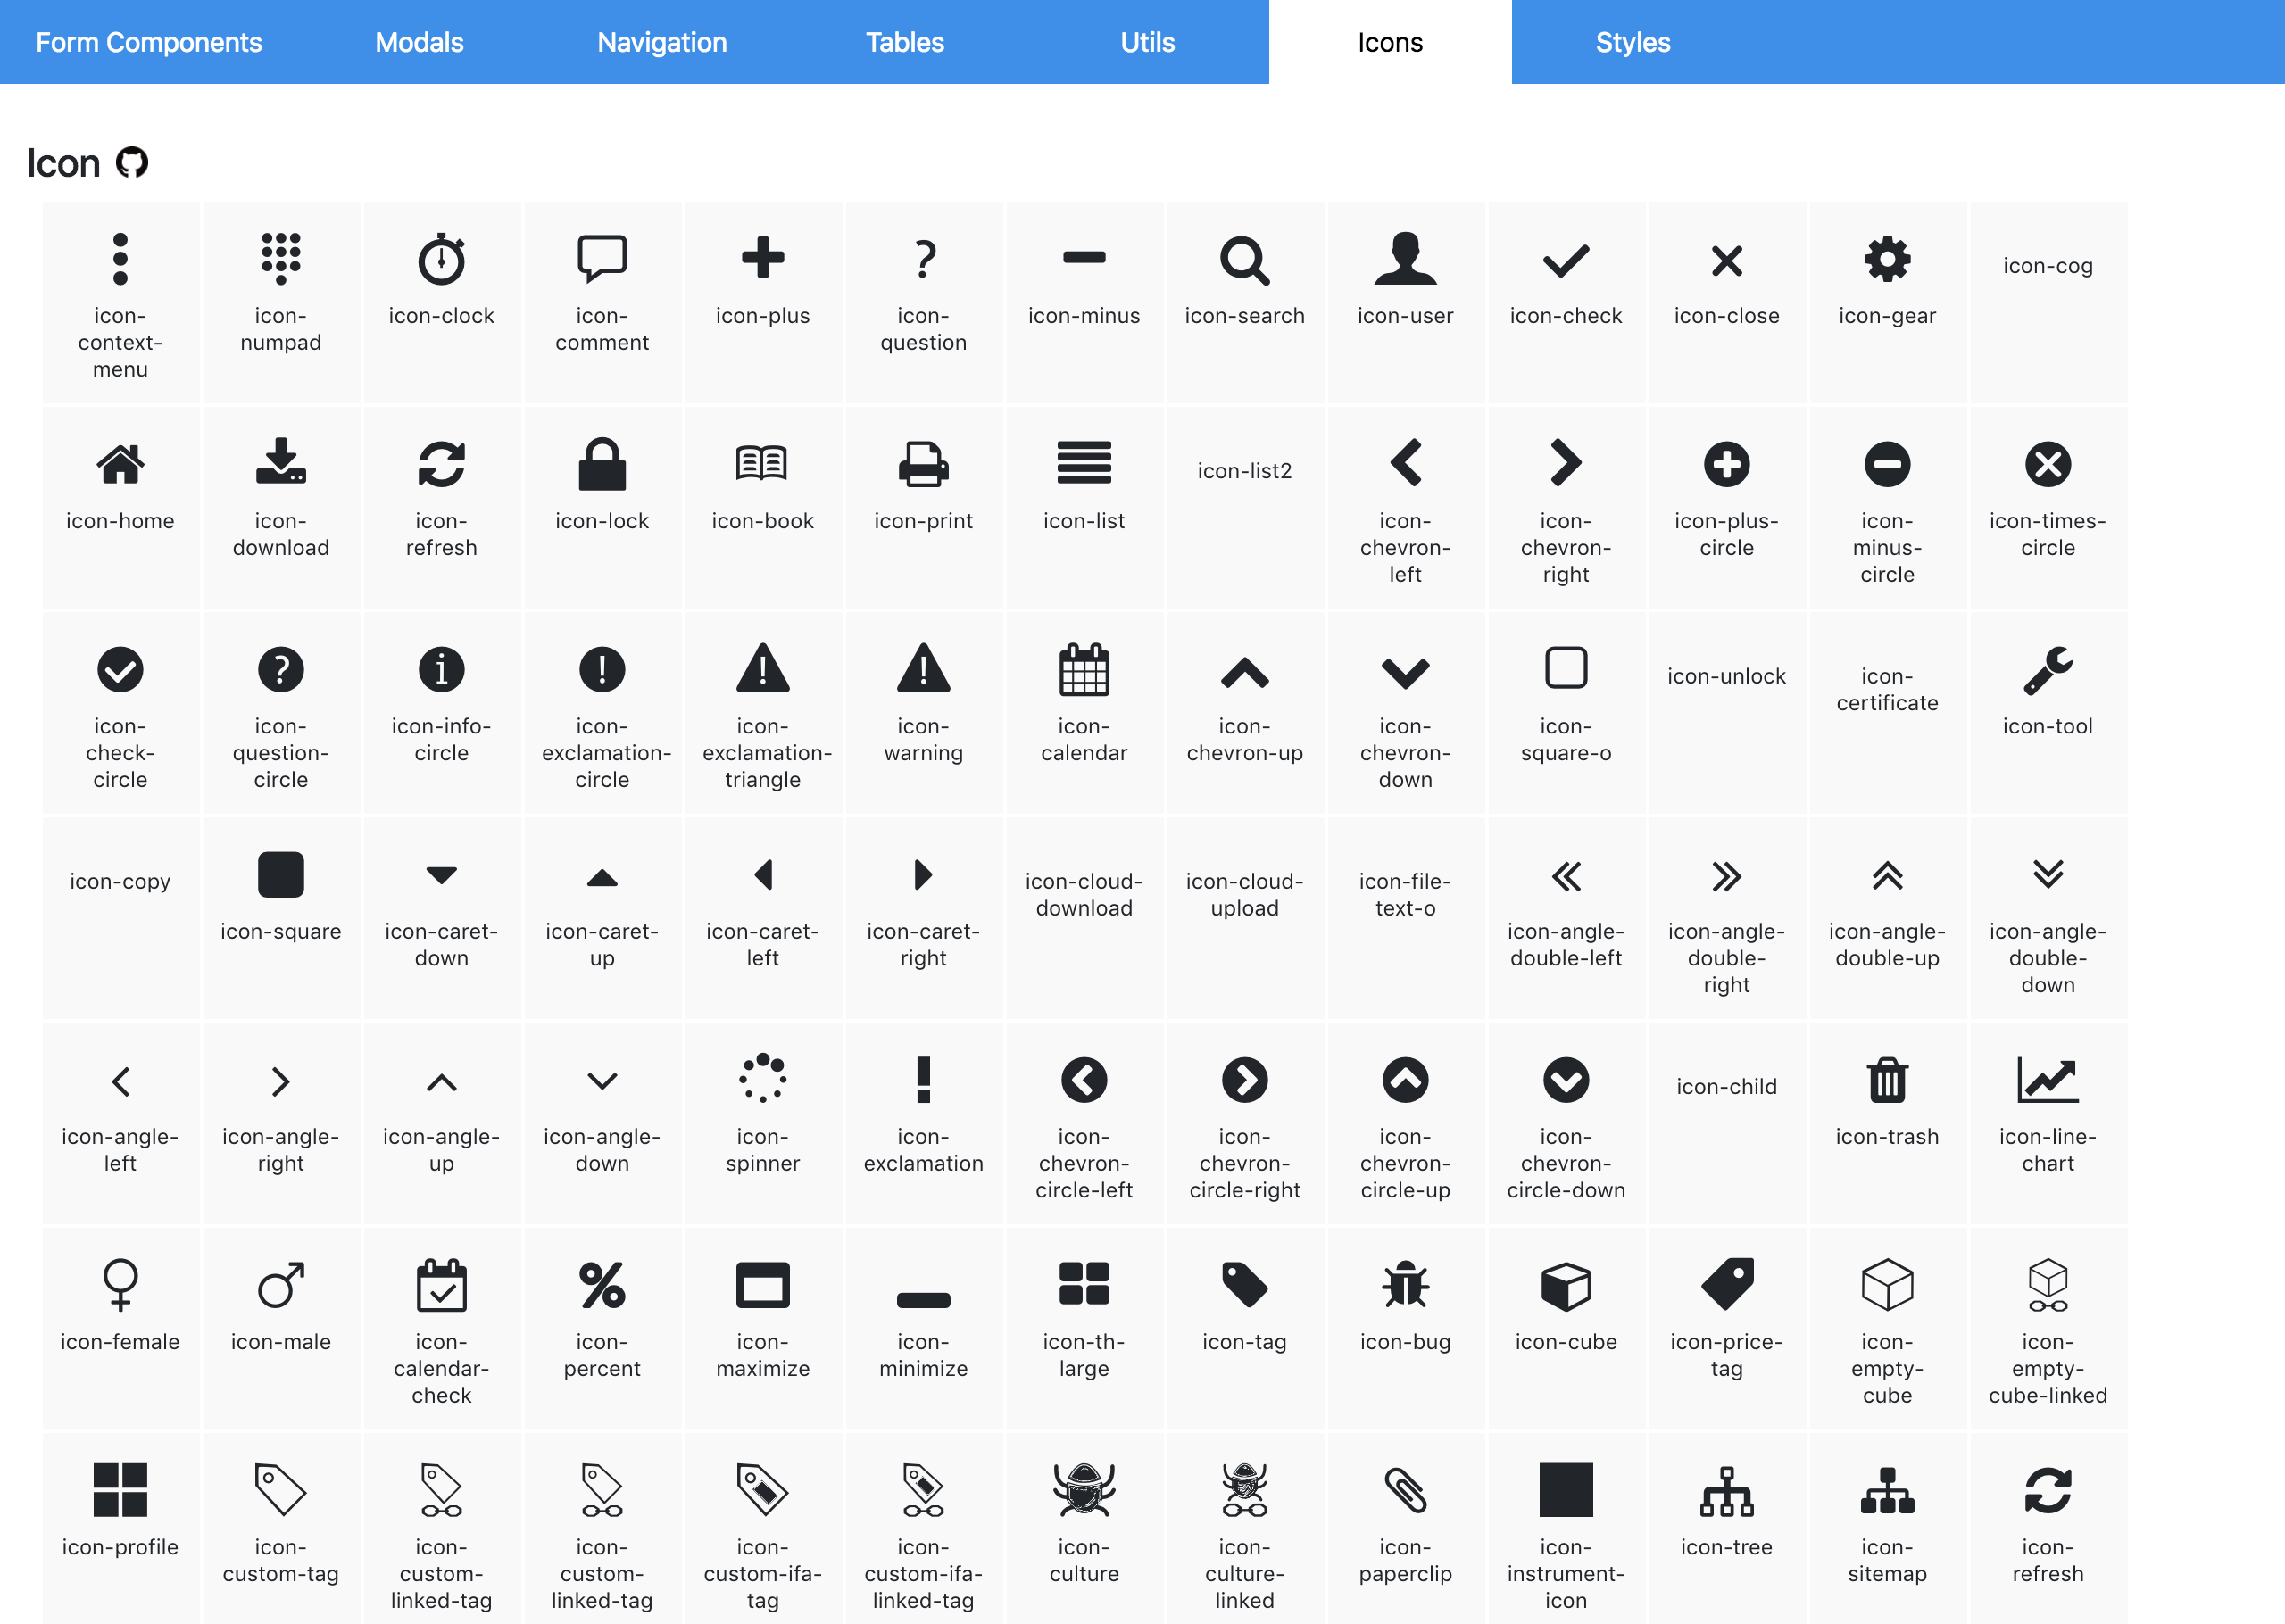 Form Components
Modals
Navigation
Tables
Utils
Icons
Styles
Icon
icon-
context-
menu
icon-
numpad
icon-clock
icon-
comment
icon-plus
icon-
question
icon-minus
icon-search
icon-user
icon-check
icon-close
icon-gear
icon-cog
icon-home
icon-
download
icon-
refresh
icon-lock
icon-book
icon-print
icon-list
icon-list2
icon-
chevron-
left
icon-
chevron-
right
icon-plus-
circle
icon-
minus-
circle
icon-times-
circle
icon-
check-
circle
icon-
question-
circle
icon-info-
circle
icon-
exclamation-
circle
icon-
exclamation-
triangle
icon-
warning
icon-
calendar
icon-
chevron-up
icon-
chevron-
down
icon-
square-o
icon-unlock
icon-
certificate
icon-tool
icon-copy
icon-square
icon-caret-
down
icon-caret-
up
icon-caret-
left
icon-caret-
right
icon-cloud-
download
icon-cloud-
upload
icon-file-
text-o
icon-angle-
double-left
icon-angle-
double-
right
icon-angle-
double-up
icon-angle-
double-
down
icon-angle-
left
icon-angle-
right
icon-angle-
up
icon-angle-
down
icon-
spinner
icon-
exclamation
icon-
chevron-
circle-left
icon-
chevron-
circle-right
icon-
chevron-
circle-up
icon-
chevron-
circle-down
icon-child
icon-trash
icon-line-
chart
icon-female
icon-male
icon-
calendar-
check
icon-
percent
icon-
maximize
icon-
minimize
icon-th-
large
icon-tag
icon-bug
icon-cube
icon-price-
tag
icon-
empty-
cube
icon-
empty-
cube-linked
icon-profile
icon-
custom-tag
icon-
custom-
linked-tag
icon-
custom-
linked-tag
icon-
custom-ifa-
tag
icon-
custom-ifa-
linked-tag
icon-
culture
icon-
culture-
linked
icon-
paperclip
icon-
instrument-
icon
icon-tree
icon-
sitemap
icon-
refresh